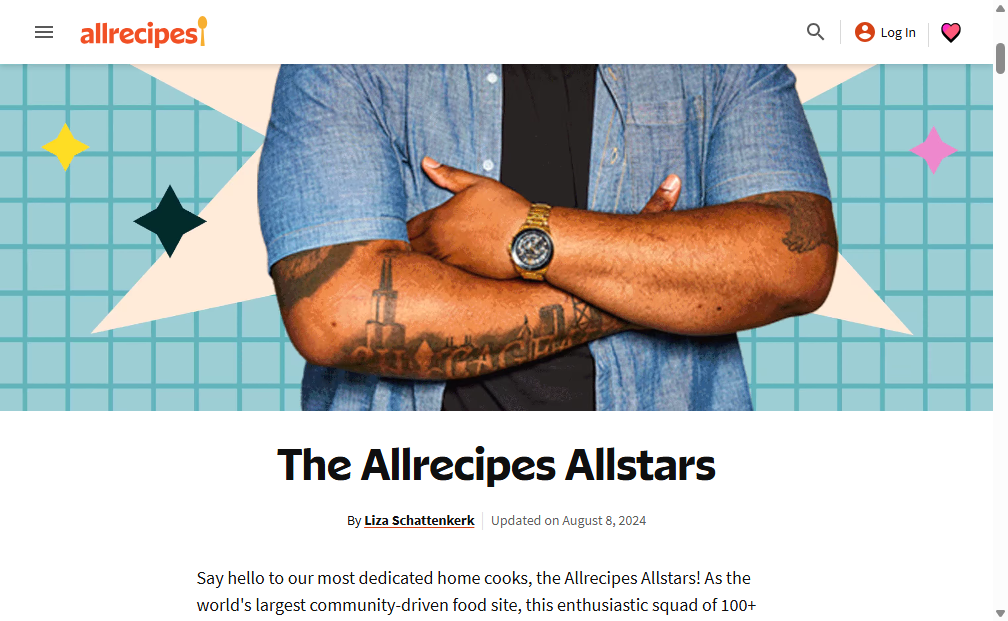 allrecipes
Log In
CHICAGO
The Allrecipes Allstars
By Liza Schattenkerk
Updated on August 8, 2024
Say hello to our most dedicated home cooks, the Allrecipes Allstars! As the
world's largest community-driven food site, this enthusiastic squad of 100+